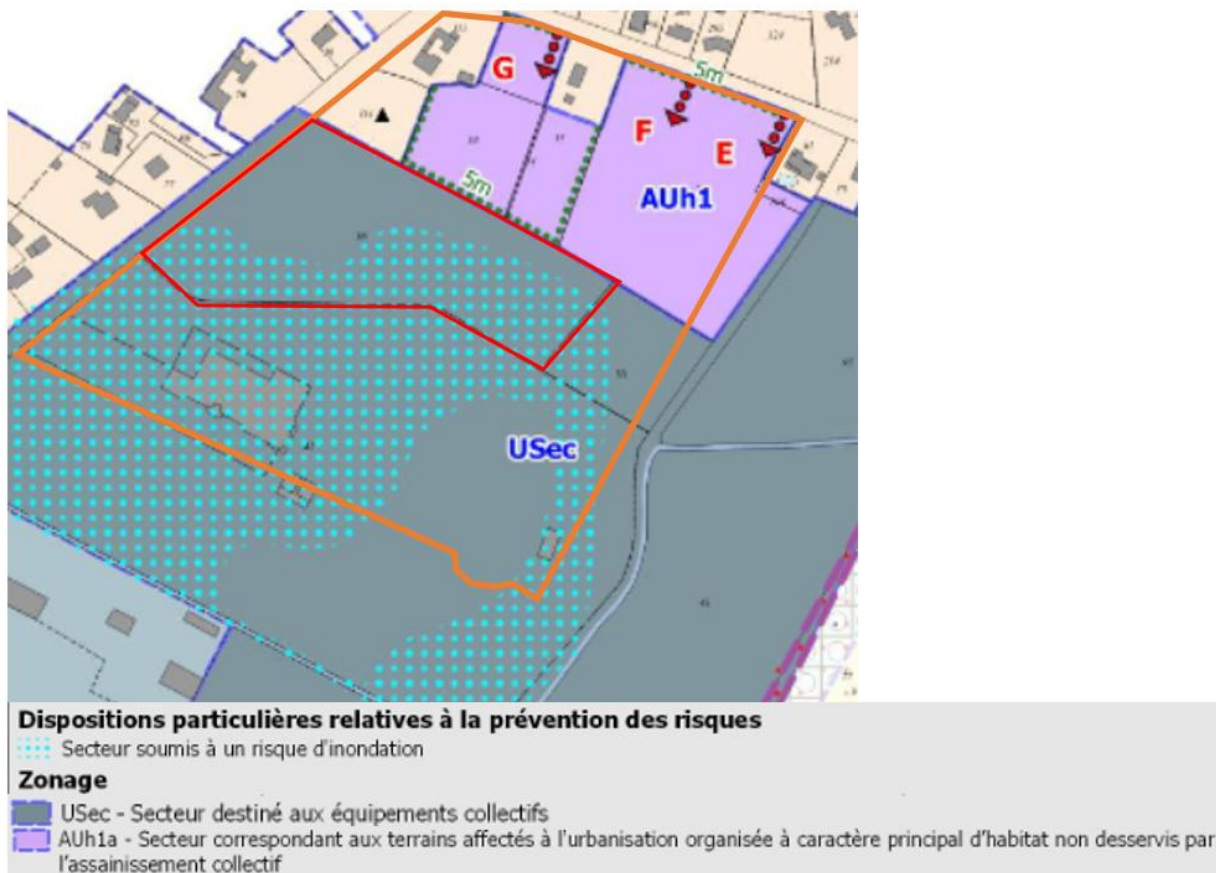 G
5m
F
E
AUh1
5m
USec
Dispositions particulières relatives à la prévention des risques
Secteur soumis à un risque d'inondation
Zonage
USec - Secteur destiné aux équipements collectifs
AUh1a - Secteur correspondant aux terrains affectés à l'urbanisation organisée à caractère principal d'habitat non desservis par
l'assainissement collectif